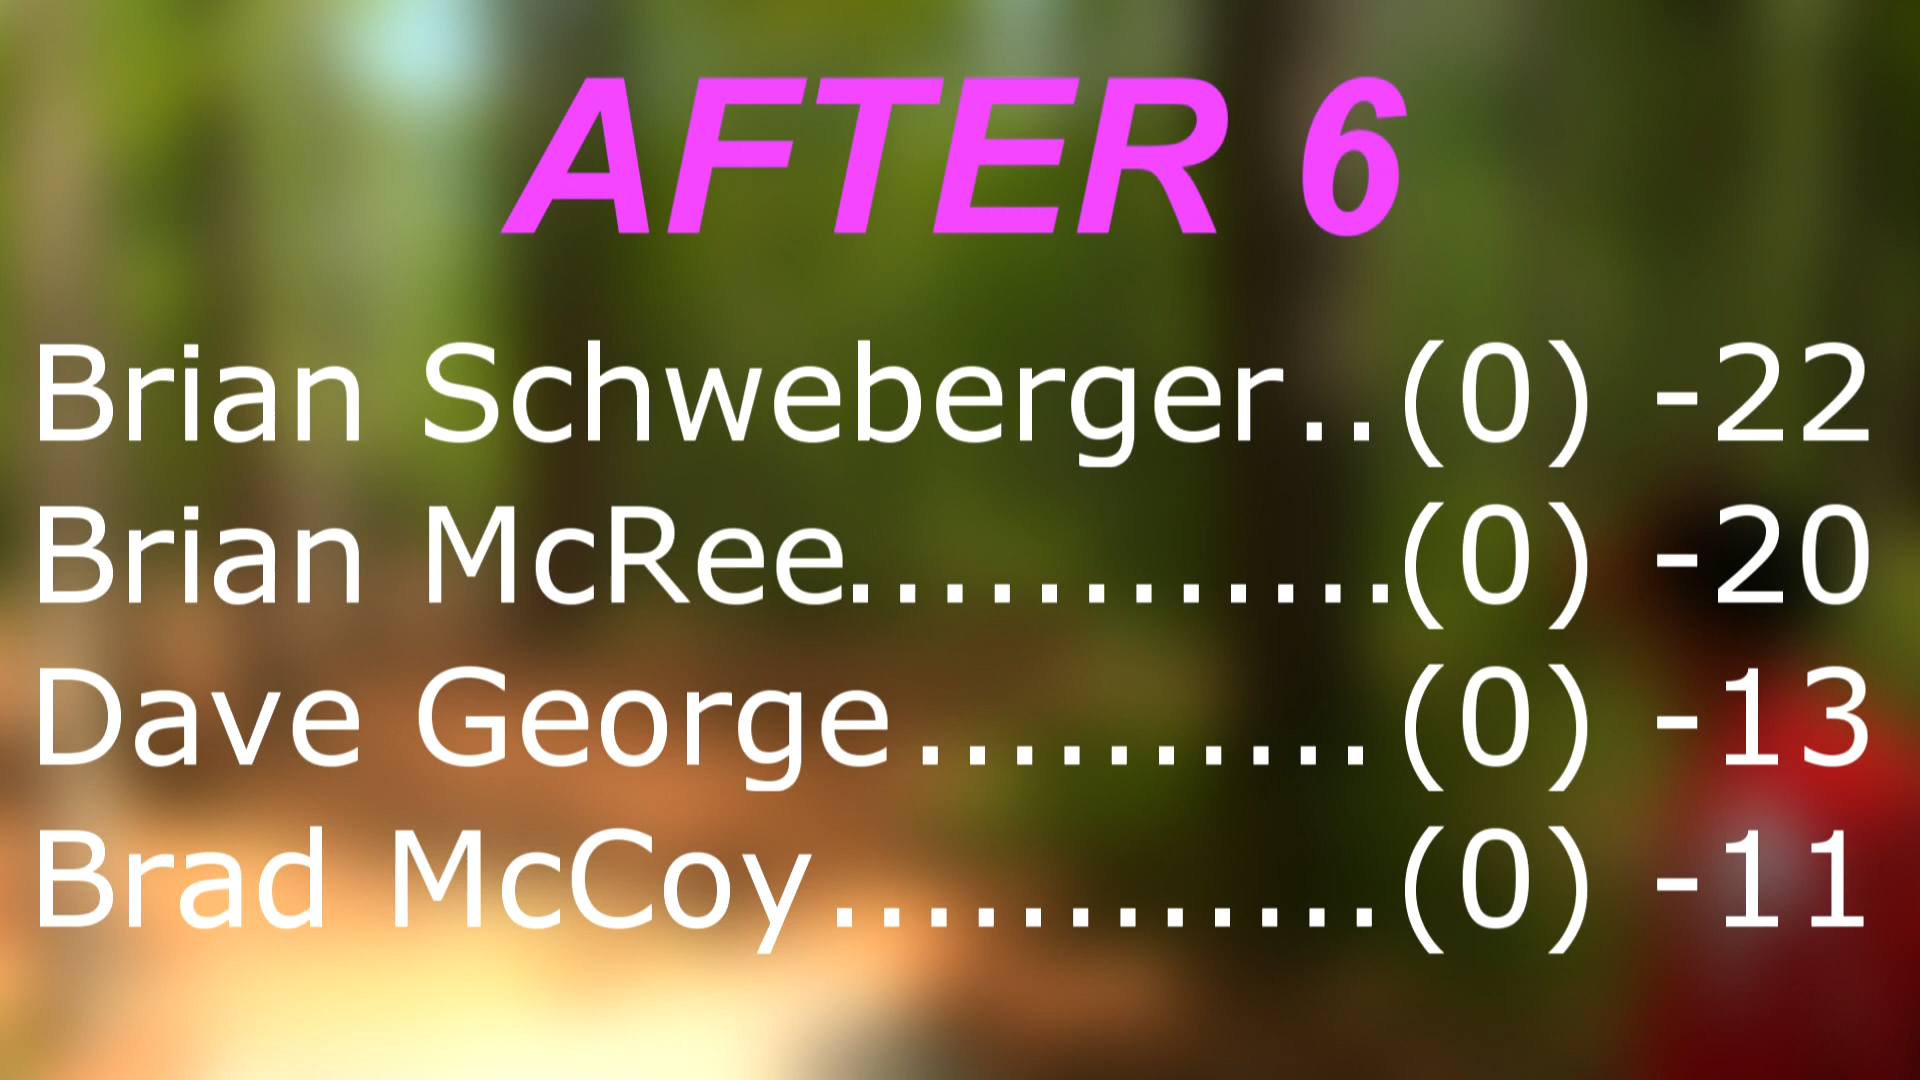 AFTER 6
Brian Schweberger..(0) -22
Brian McRee............(0) -20
Dave George..........(0) -13
Brad McCoy............(0) -11